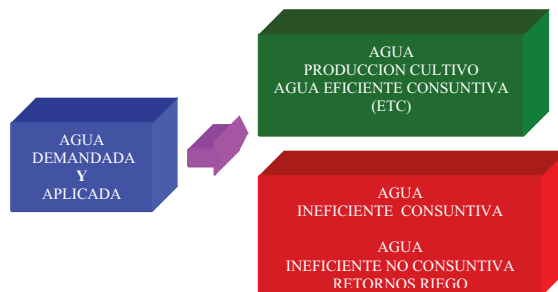 AGUA
DEMANDADA
Y
APLICADA
AGUA
PRODUCCION CULTIVO
AGUA EFICIENTE CONSUNTIVA
(ETC)
AGUA
INEFICIENTE CONSUNTIVA
AGUA
INEFICIENTE NO CONSUNTIVA
RETORNOS RIEGO